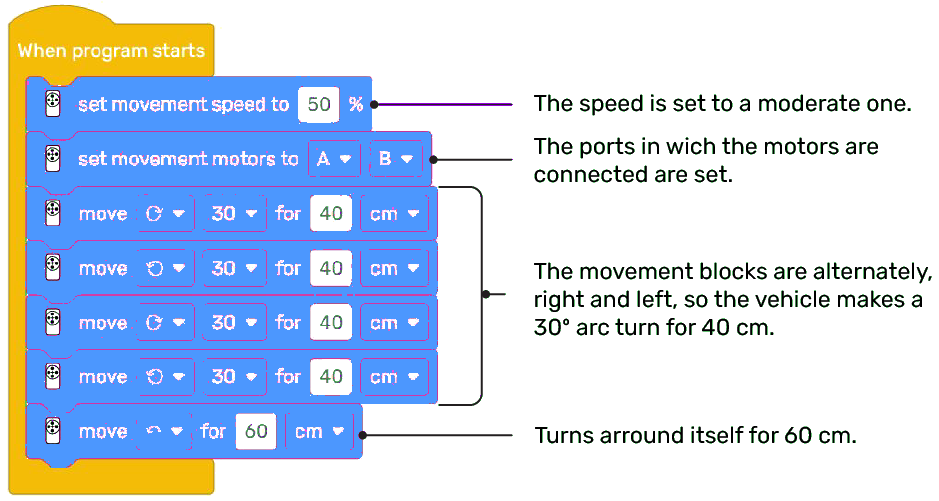 When program starts
set movement speed to 50 %
The speed is set to a moderate one.
set movement motors to A B
The ports in wich the motors are
connected are set.
move 30 for 40 cm
move 30 for 40 cm
move 30 for 40 cm
move 30 for 40 cm
The movement blocks are alternately,
right and left, so the vehicle makes a
30º arc turn for 40 cm.
move for 60 cm
Turns arround itself for 60 cm.